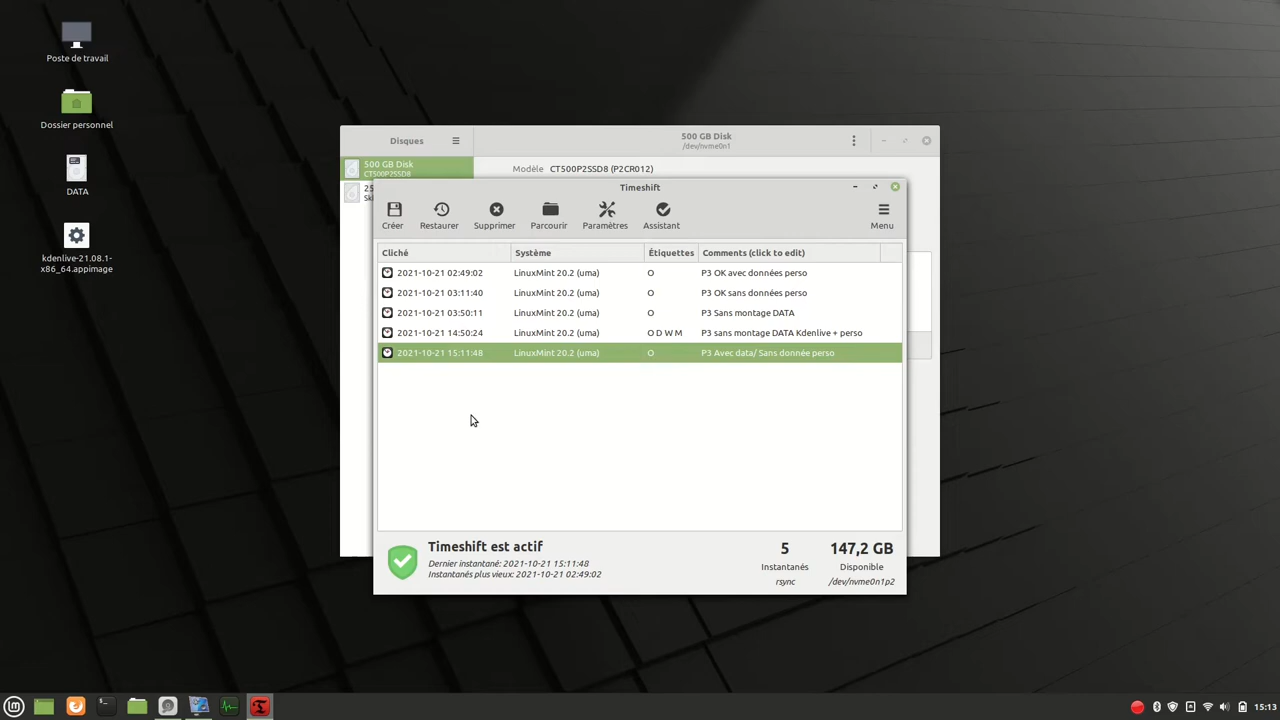 Poste de travail
Dossier personnel
DATA
kdenlive-21.08.1-
x86_64.appimage
Disques
500 GB Disk
/dev/nvme0n1
500 GB Disk
CT500P2SSD8
Modèle CT500P2SSD8 (P2CR012)
Timeshift
Créer Restaurer Supprimer Parcourir Paramètres Assistant Menu
Cliché Système Étiquettes Comments (click to edit)
2021-10-21 02:49:02 LinuxMint 20.2 (uma) O P3 OK avec données perso
2021-10-21 03:11:40 LinuxMint 20.2 (uma) O P3 OK sans données perso
2021-10-21 03:50:11 LinuxMint 20.2 (uma) O P3 Sans montage DATA
2021-10-21 14:50:24 LinuxMint 20.2 (uma) O D W M P3 sans montage DATA Kdenlive + perso
2021-10-21 15:11:48 LinuxMint 20.2 (uma) O P3 Avec data/ Sans donnée perso
Timeshift est actif
Dernier instantané: 2021-10-21 15:11:48
Instantanés plus vieux: 2021-10-21 02:49:02
5
Instantanés
rsync
147,2 GB
Disponible
/dev/nvme0n1p2
15:13